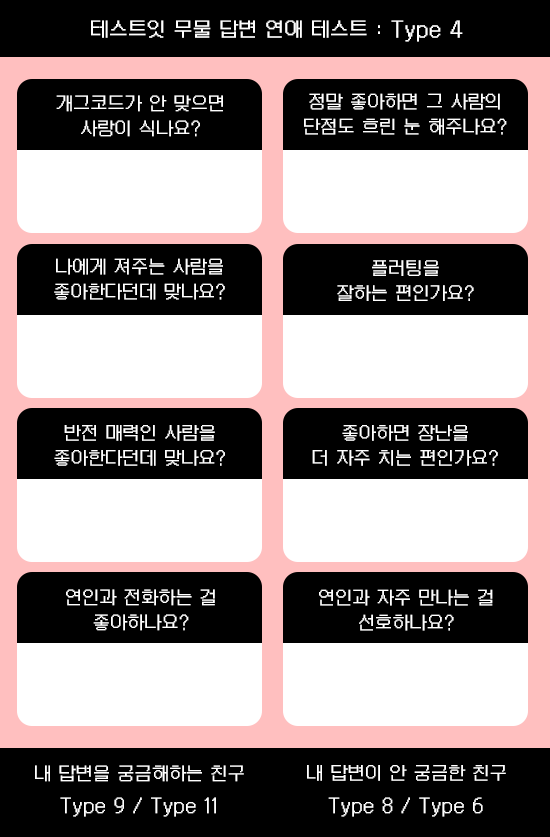 테스트잇 무물 답변 연애 테스트 : Type 4
개그코드가 안 맞으면
사랑이 식나요?
정말 좋아하면 그 사람의
단점도 흐린 눈 해주나요?
나에게 져주는 사람을
좋아한다던데 맞나요?
플러팅을
잘하는 편인가요?
반전 매력인 사람을
좋아한다던데 맞나요?
좋아하면 장난을
더 자주 치는 편인가요?
연인과 전화하는 걸
좋아하나요?
연인과 자주 만나는 걸
선호하나요?
내 답변을 궁금해하는 친구
Type 9 / Type 11
내 답변이 안 궁금한 친구
Type 8 / Type 6